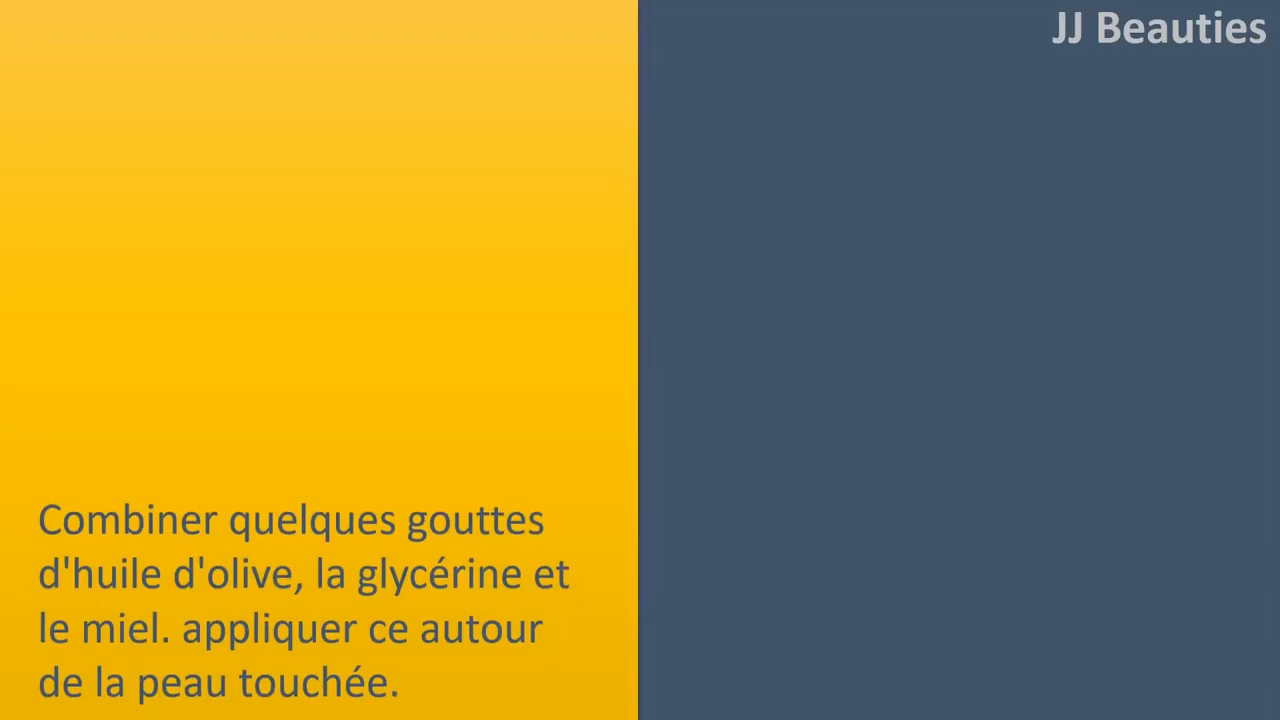 JJ Beauties
Combiner quelques gouttes
d'huile d'olive, la glycérine et
le miel. appliquer ce autour
de la peau touchée.